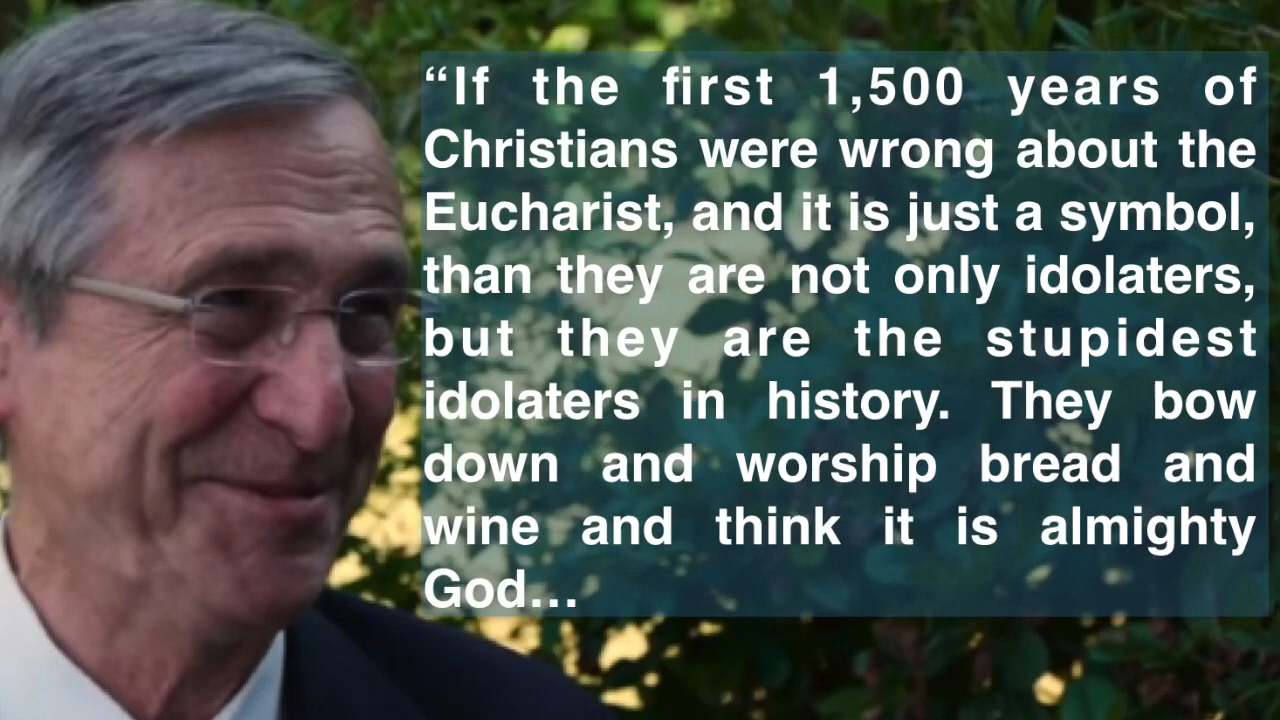 “If the first 1,500 years of
Christians were wrong about the
Eucharist, and it is just a symbol,
than they are not only idolaters,
but they are the stupidest
idolaters in history. They bow
down and worship bread and
wine and think it is almighty
God…